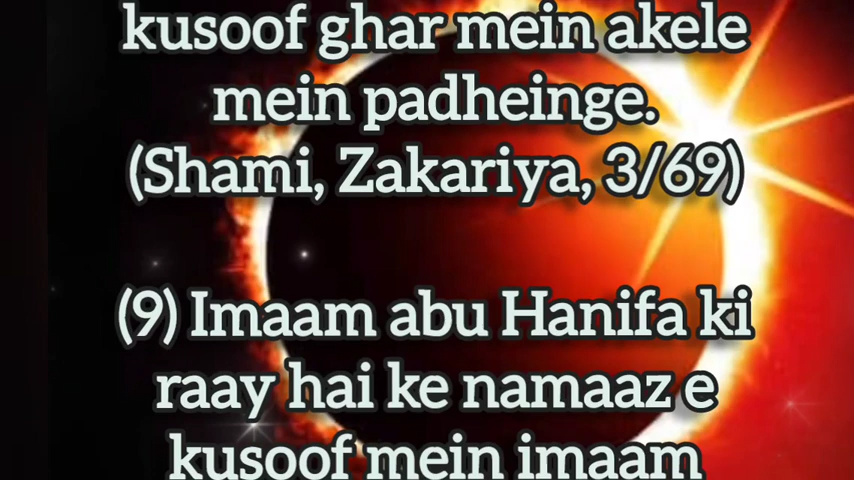 kusoof ghar mein akele
mein padheinge.
(Shami, Zakariya, 3/69)
(9) Imaam abu Hanifa ki
raay hai ke namaaz e
kusoof mein imaam